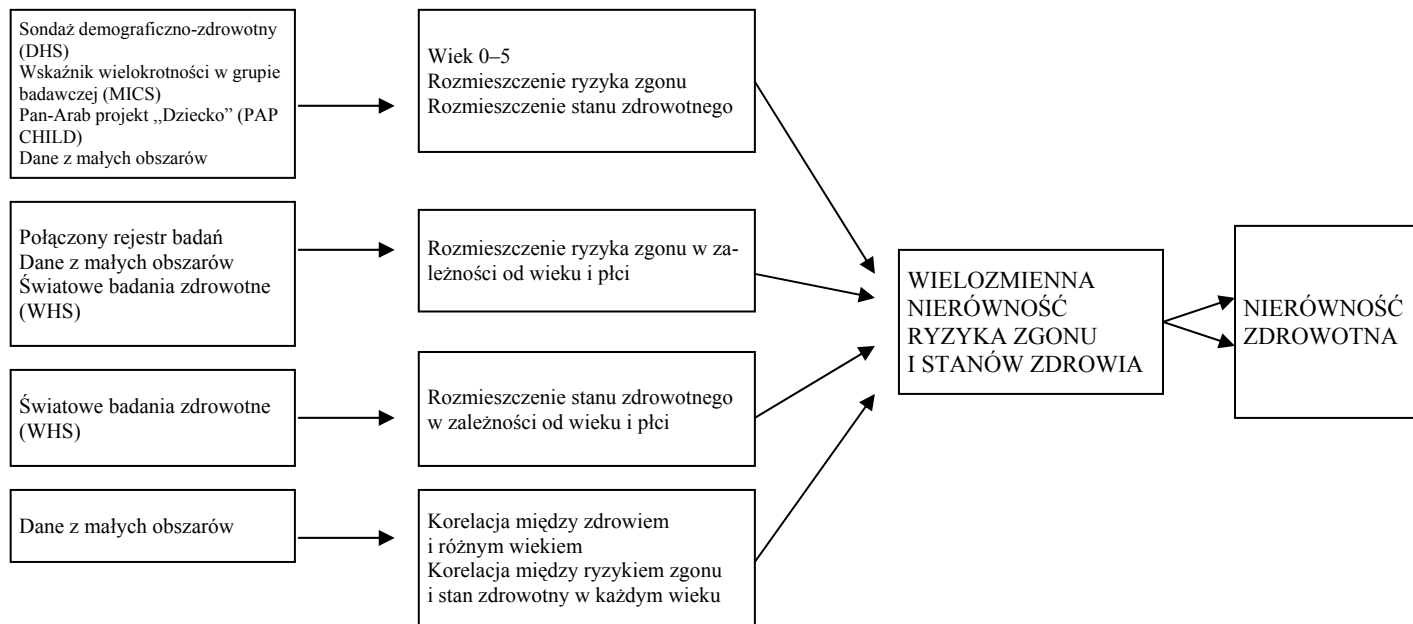 Sondaż demograficzno-zdrowotny
(DHS)
Wskaźnik wielokrotności w grupie
badawczej (MICS)
Pan-Arab projekt ,,Dziecko” (PAP
CHILD)
Dane z małych obszarów
Wiek 0–5
Rozmieszczenie ryzyka zgonu
Rozmieszczenie stanu zdrowotnego
Połączony rejestr badań
Dane z małych obszarów
Światowe badania zdrowotne
(WHS)
Rozmieszczenie ryzyka zgonu w za-
leżności od wieku i płci
Światowe badania zdrowotne
(WHS)
Rozmieszczenie stanu zdrowotnego
w zależności od wieku i płci
Dane z małych obszarów
Korelacja między zdrowiem
i różnym wiekiem
Korelacja między ryzykiem zgonu
i stan zdrowotny w każdym wieku
WIELOZMIENNA
NIERÓWNOŚĆ
RYZYKA ZGONU
I STANÓW ZDROWIA
NIERÓWNOŚĆ
ZDROWOTNA